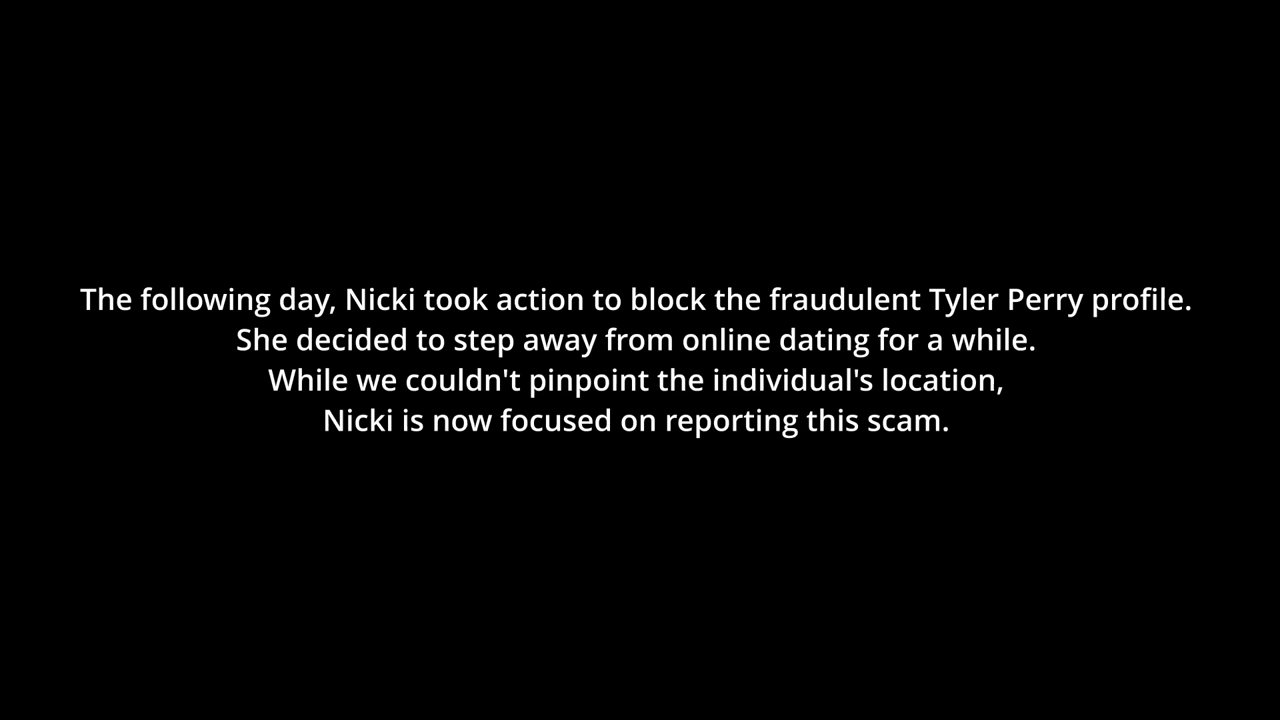 The following day, Nicki took action to block the fraudulent Tyler Perry profile.
She decided to step away from online dating for a while.
While we couldn't pinpoint the individual's location,
Nicki is now focused on reporting this scam.